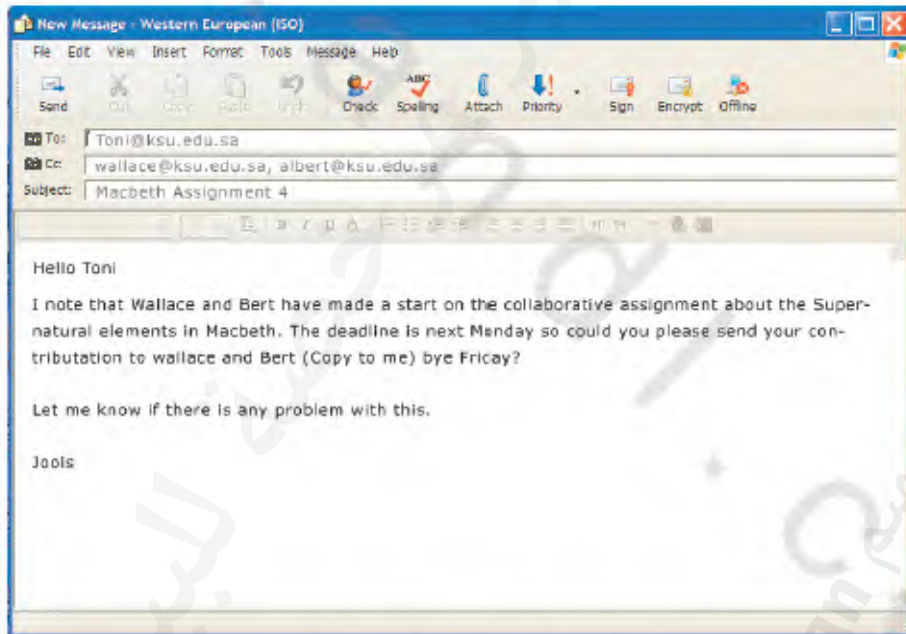 New Message - Western European (ISO)
File Edit View Insert Format Tools Message Help
Send Cut Copy Paste Undo Check Spelling Attach Priority Sign Encrypt Offline
To: Toni@ksu.edu.sa
Cc: wallace@ksu.edu.sa, albert@ksu.edu.sa
Subject: Macbeth Assignment 4
Hello Toni
I note that Wallace and Bert have made a start on the collaborative assignment about the Super-
natural elements in Macbeth. The deadline is next Monday so could you please send your con-
tributation to wallace and Bert (Copy to me) bye Friday?
Let me know if there is any problem with this.
Jools